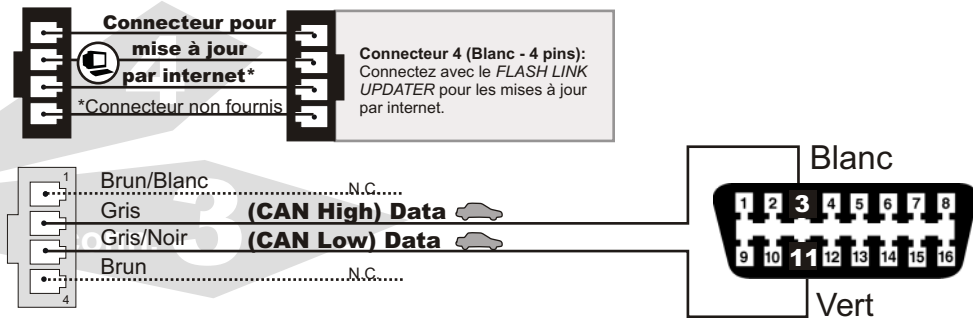 Connecteur pour
mise à jour
par internet*
*Connecteur non fournis
Connecteur 4 (Blanc - 4 pins):
Connectez avec le FLASH LINK
UPDATER pour les mises à jour
par internet.
4
1
Brun/Blanc
N.C.
Gris
(CAN High) Data
Gris/Noir
(CAN Low) Data
Brun
N.C.
4
conn. 3
Blanc
1 2 3 4 5 6 7 8
9 10 11 12 13 14 15 16
Vert